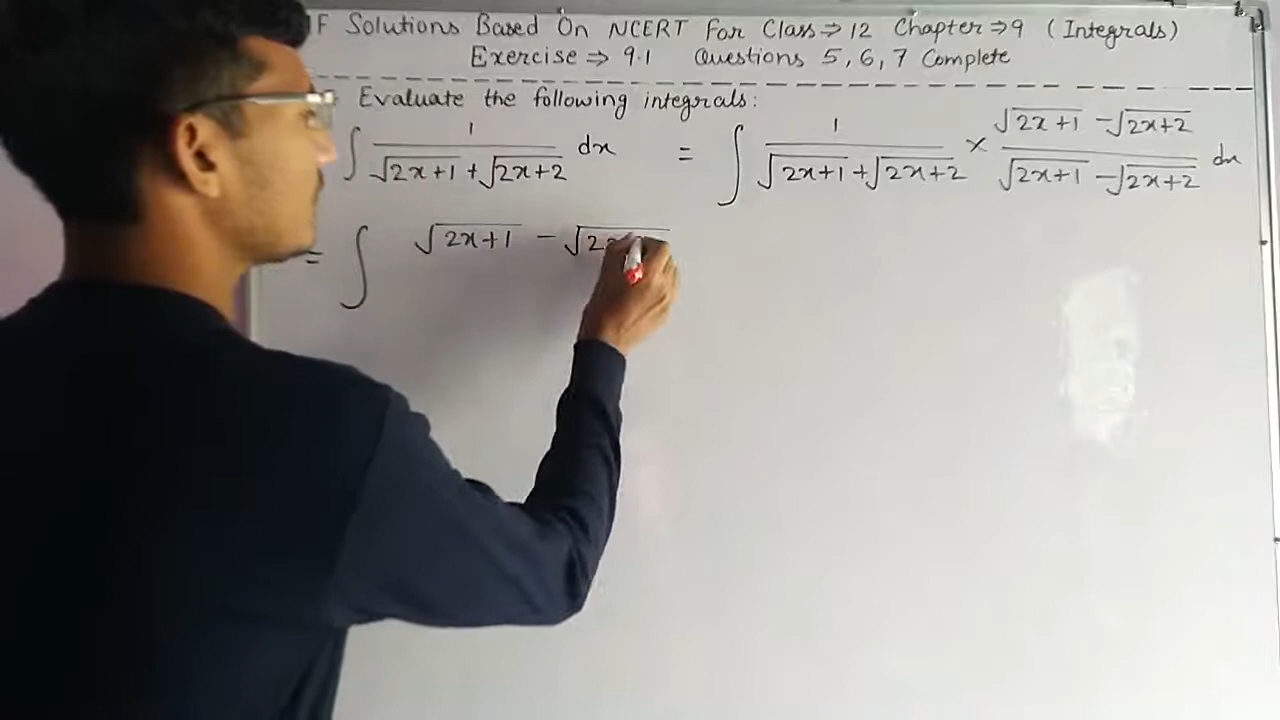 F Solutions Based On NCERT For Class ⇒ 12 Chapter ⇒ 9 (Integrals)
Exercise ⇒ 9.1 Questions 5, 6, 7 Complete
Evaluate the following integrals:
∫ 1/(√(2x+1) + √(2x+2)) dx = ∫ 1/(√(2x+1) + √(2x+2)) × (√(2x+1) − √(2x+2))/(√(2x+1) − √(2x+2)) dx
= ∫ √(2x+1) − √2